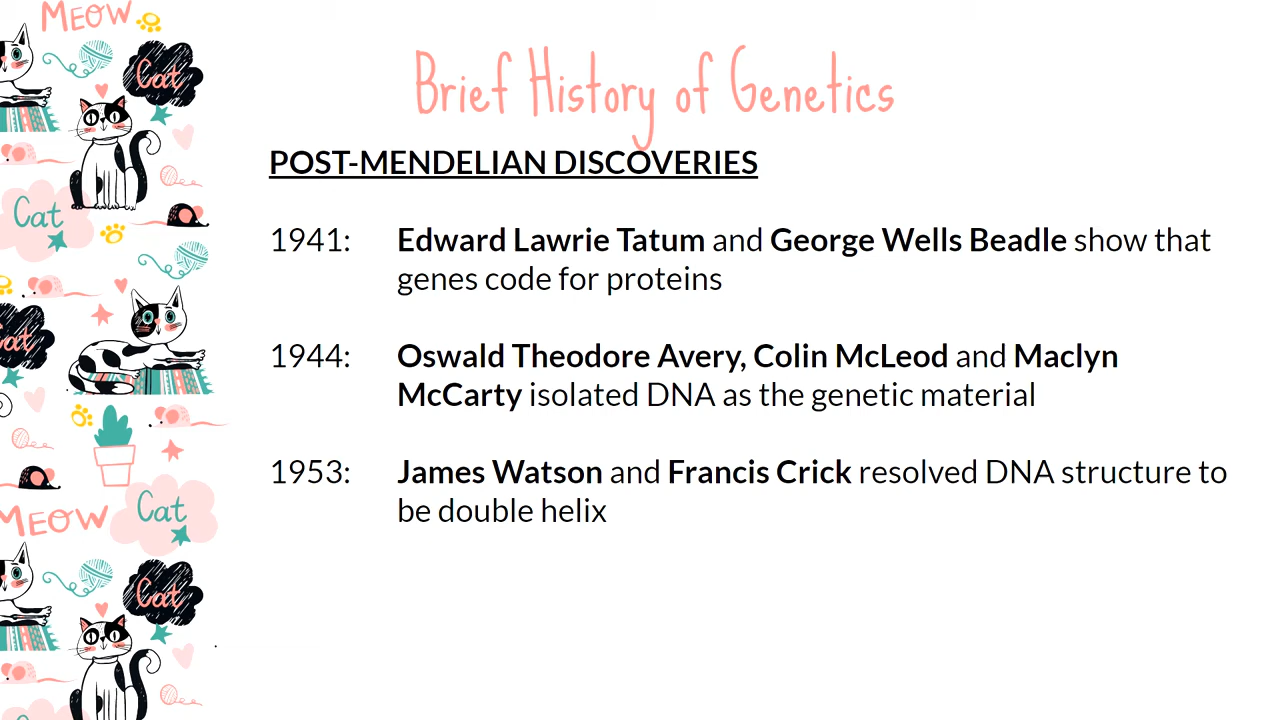 MEOW
Cat
Cat
Cat
MEOW
Cat
Cat
Brief History of Genetics
POST-MENDELIAN DISCOVERIES
1941: Edward Lawrie Tatum and George Wells Beadle show that
genes code for proteins
1944: Oswald Theodore Avery, Colin McLeod and Maclyn
McCarty isolated DNA as the genetic material
1953: James Watson and Francis Crick resolved DNA structure to
be double helix